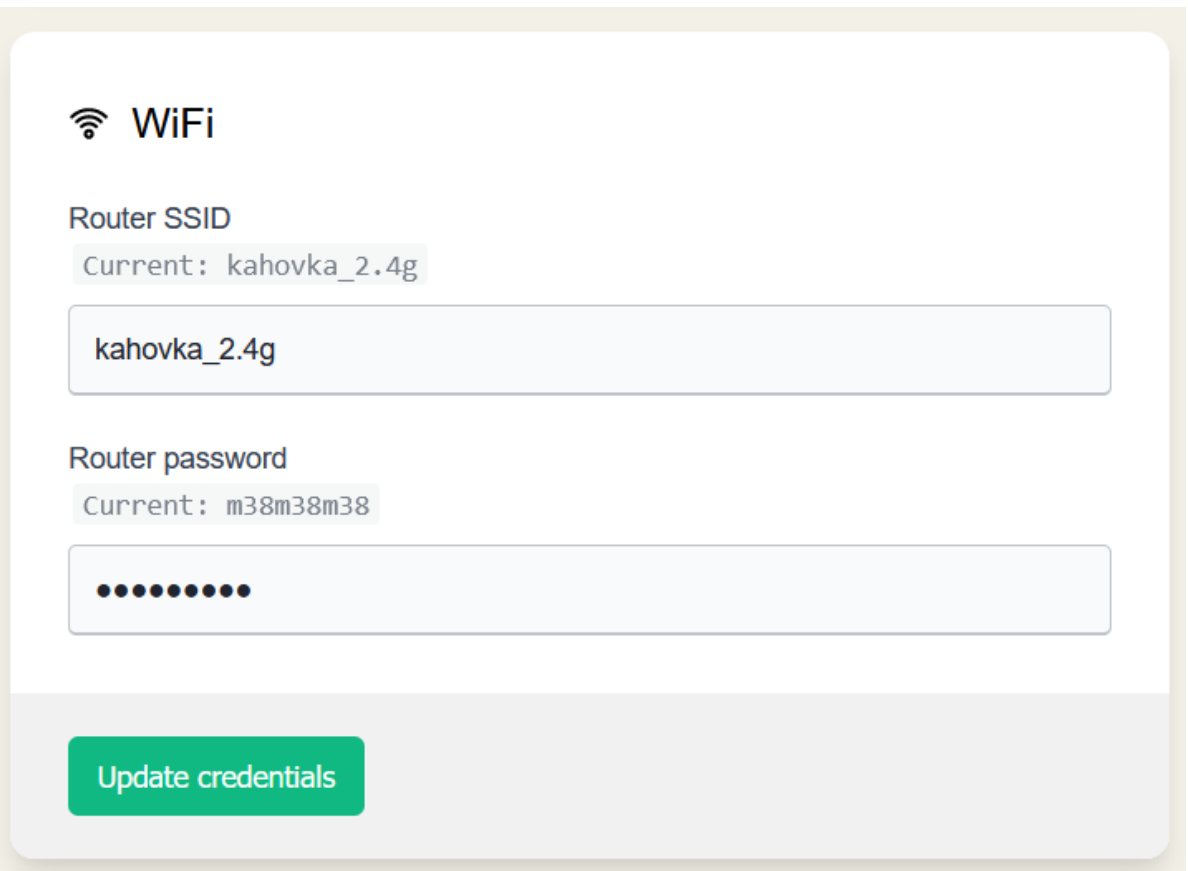 WiFi
Router SSID
Current: kahovka_2.4g
kahovka_2.4g
Router password
Current: m38m38m38
•••••••••
Update credentials